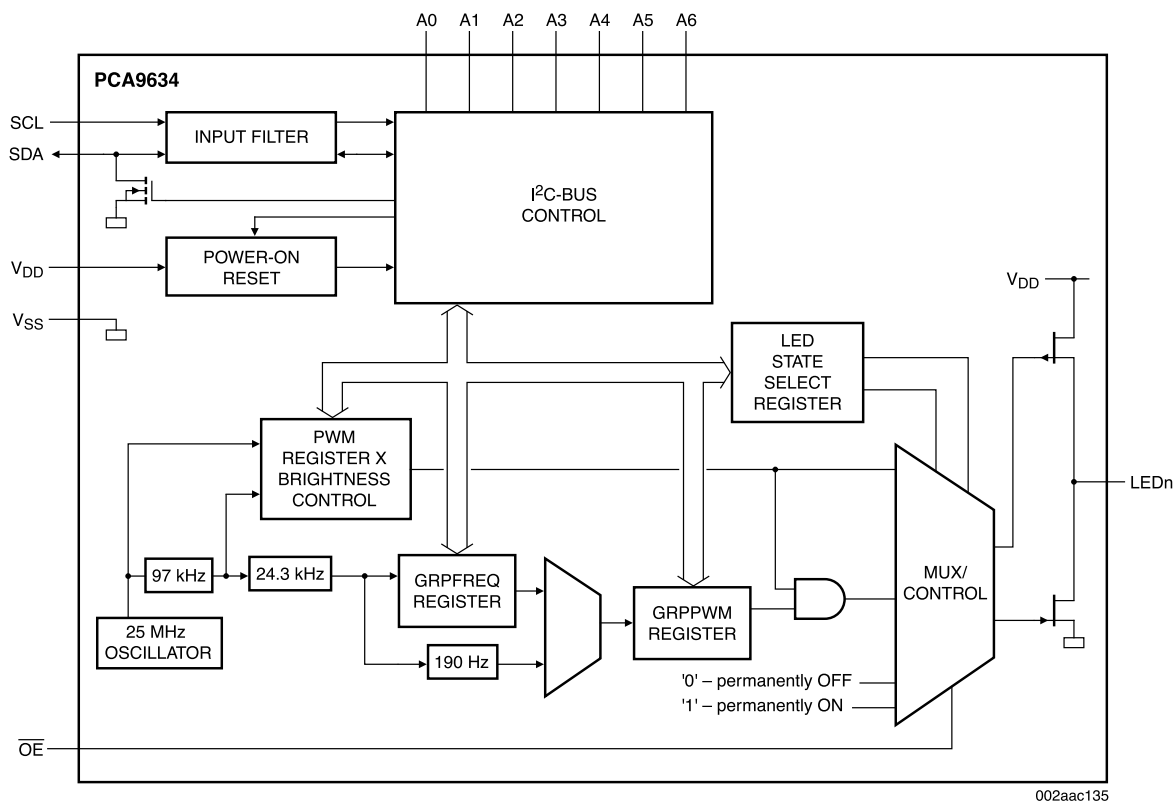 A0 A1 A2 A3 A4 A5 A6
PCA9634
SCL
INPUT FILTER
SDA
I²C-BUS
CONTROL
POWER-ON
RESET
VDD
VSS
VDD
LED
STATE
SELECT
REGISTER
PWM
REGISTER X
BRIGHTNESS
CONTROL
LEDn
97 kHz
24.3 kHz
GRPFREQ
REGISTER
MUX/
CONTROL
GRPPWM
REGISTER
25 MHz
OSCILLATOR
190 Hz
'0' – permanently OFF
'1' – permanently ON
O̅E̅
002aac135